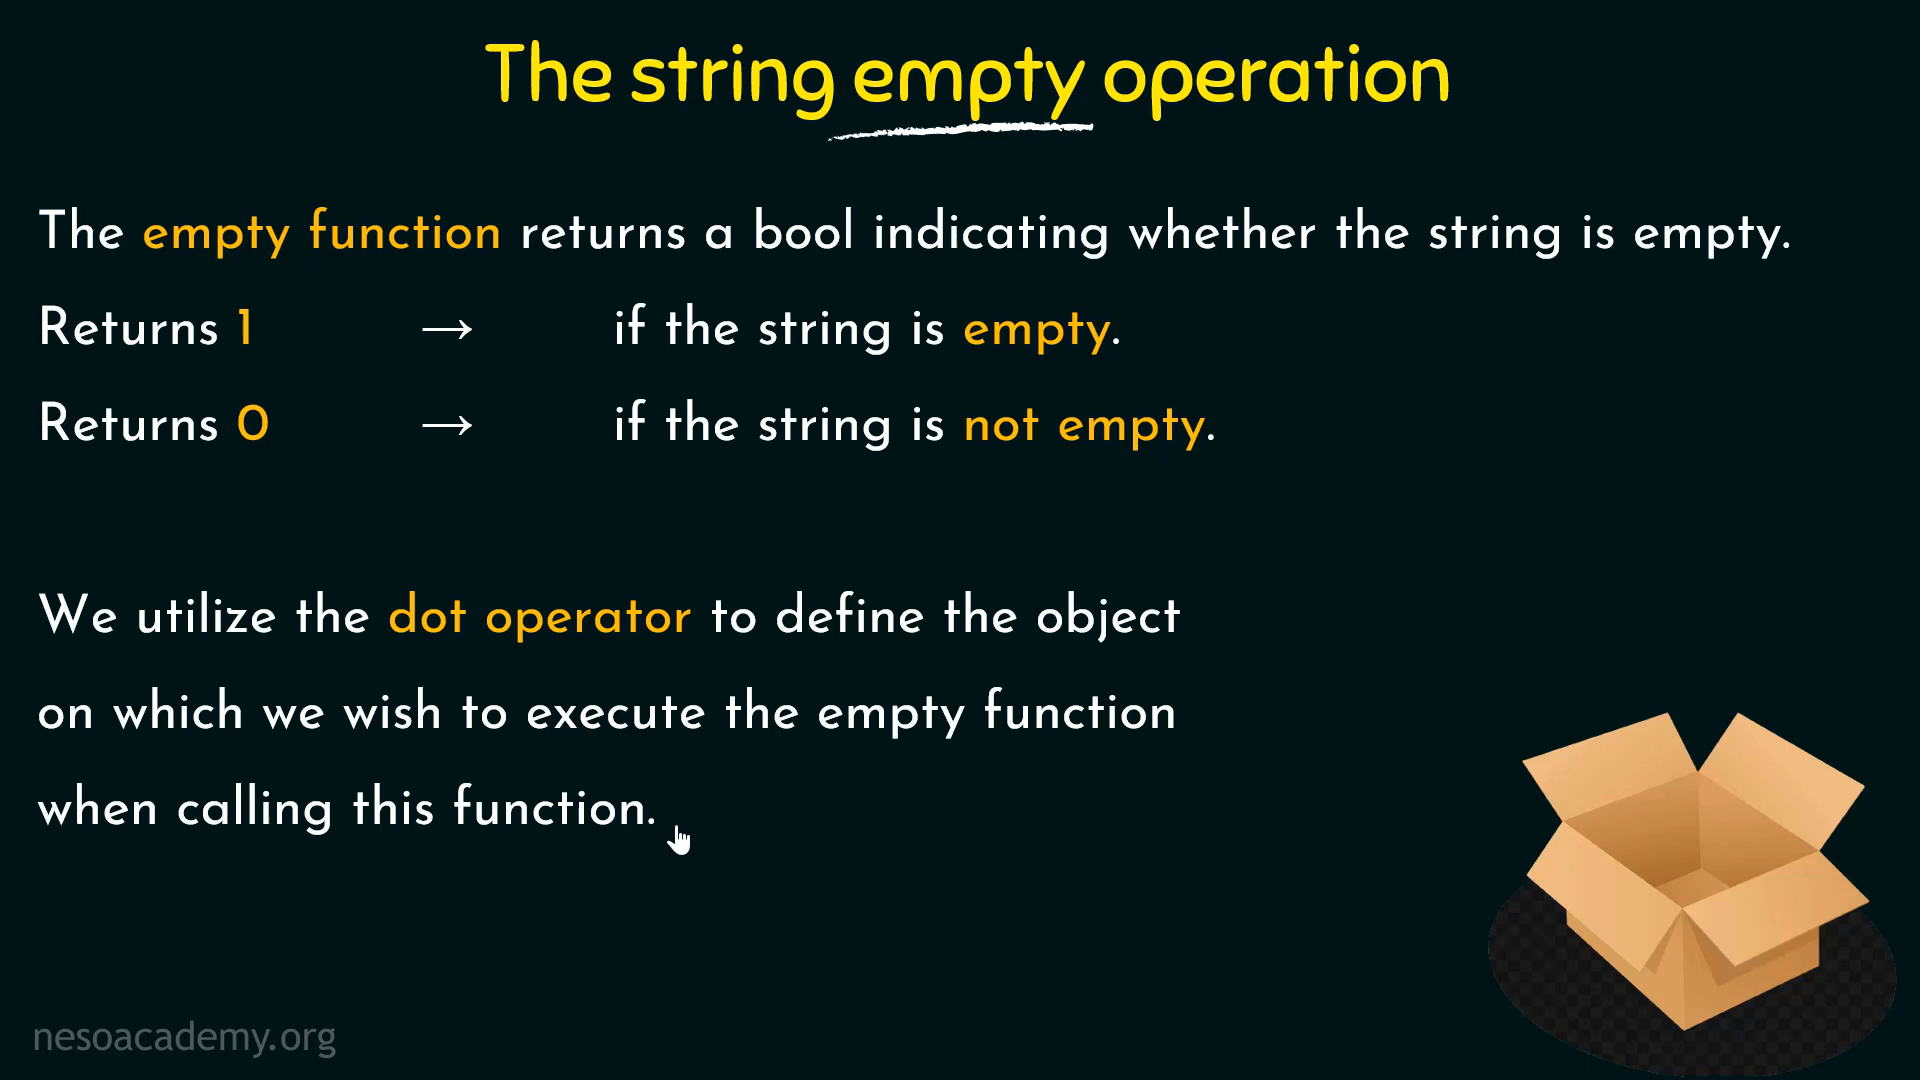 The string empty operation
The empty function returns a bool indicating whether the string is empty.
Returns 1 → if the string is empty.
Returns 0 → if the string is not empty.
We utilize the dot operator to define the object
on which we wish to execute the empty function
when calling this function.
nesoacademy.org